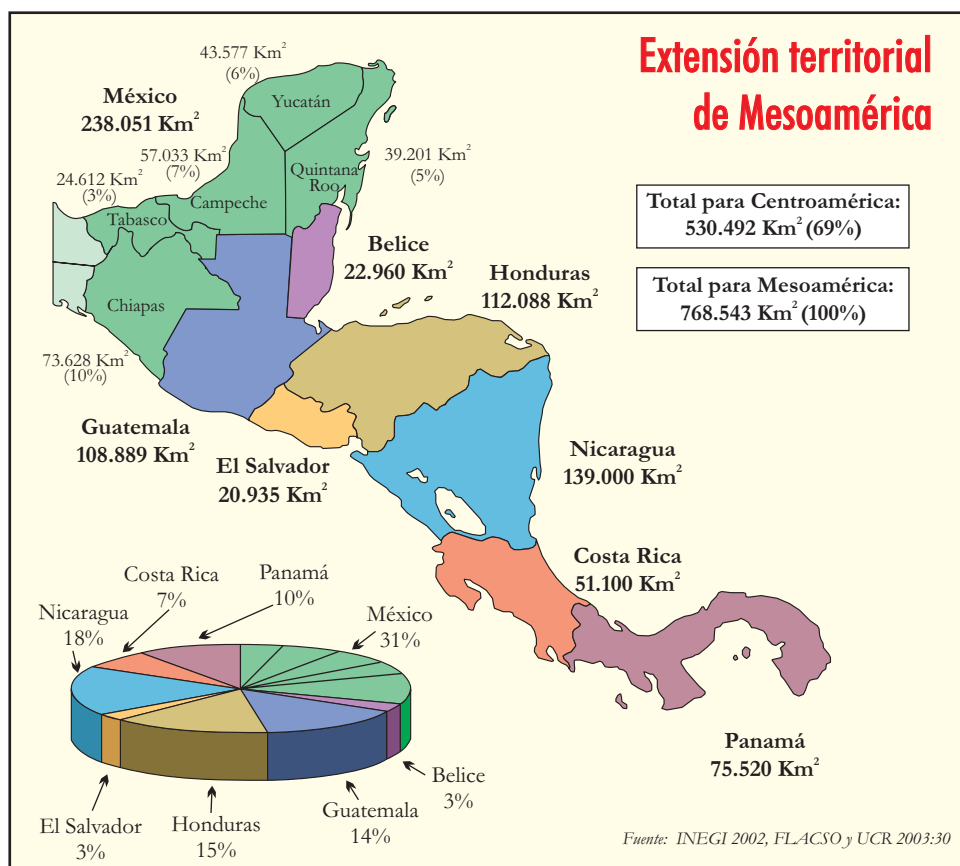 Extensión territorial
de Mesoamérica
43.577 Km²
(6%)
México
238.051 Km²
Yucatán
57.033 Km²
(7%)
39.201 Km²
(5%)
24.612 Km²
(3%)
Quintana
Roo
Campeche
Tabasco
Chiapas
73.628 Km²
(10%)
Total para Centroamérica:
530.492 Km² (69%)
Total para Mesoamérica:
768.543 Km² (100%)
Belice
22.960 Km²
Honduras
112.088 Km²
Guatemala
108.889 Km²
El Salvador
20.935 Km²
Nicaragua
139.000 Km²
Costa Rica
51.100 Km²
Panamá
75.520 Km²
Costa Rica
7%
Panamá
10%
Nicaragua
18%
México
31%
Belice
3%
El Salvador
3%
Honduras
15%
Guatemala
14%
Fuente: INEGI 2002, FLACSO y UCR 2003:30